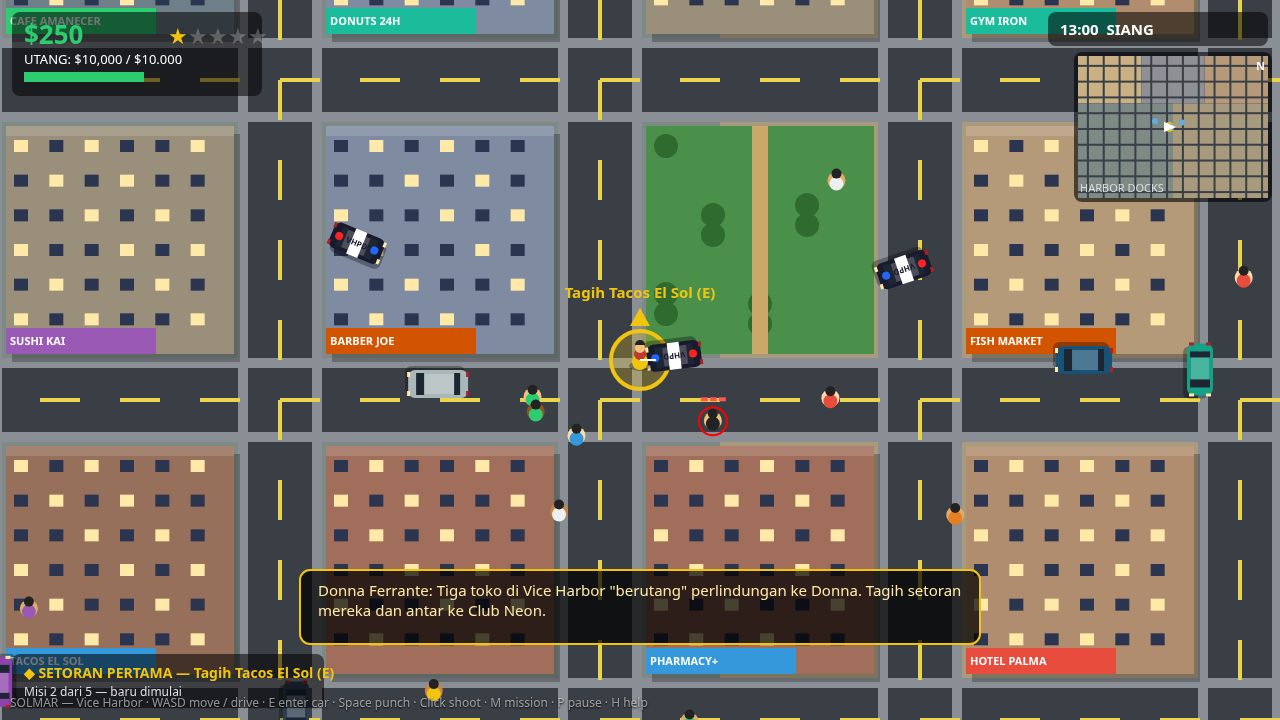 CAFE AMANECER
DONUTS 24H
GYM IRON
$250
UTANG: $10,000 / $10.000
13:00 SIANG
N
HARBOR DOCKS
VHPD
VHPD
VHPD
Tagih Tacos El Sol (E)
SUSHI KAI
BARBER JOE
FISH MARKET
Donna Ferrante: Tiga toko di Vice Harbor "berutang" perlindungan ke Donna. Tagih setoran
mereka dan antar ke Club Neon.
TACOS EL SOL
PHARMACY+
HOTEL PALMA
◆ SETORAN PERTAMA — Tagih Tacos El Sol (E)
Misi 2 dari 5 — baru dimulai
SOLMAR — Vice Harbor · WASD move / drive · E enter car · Space punch · Click shoot · M mission · P pause · H help